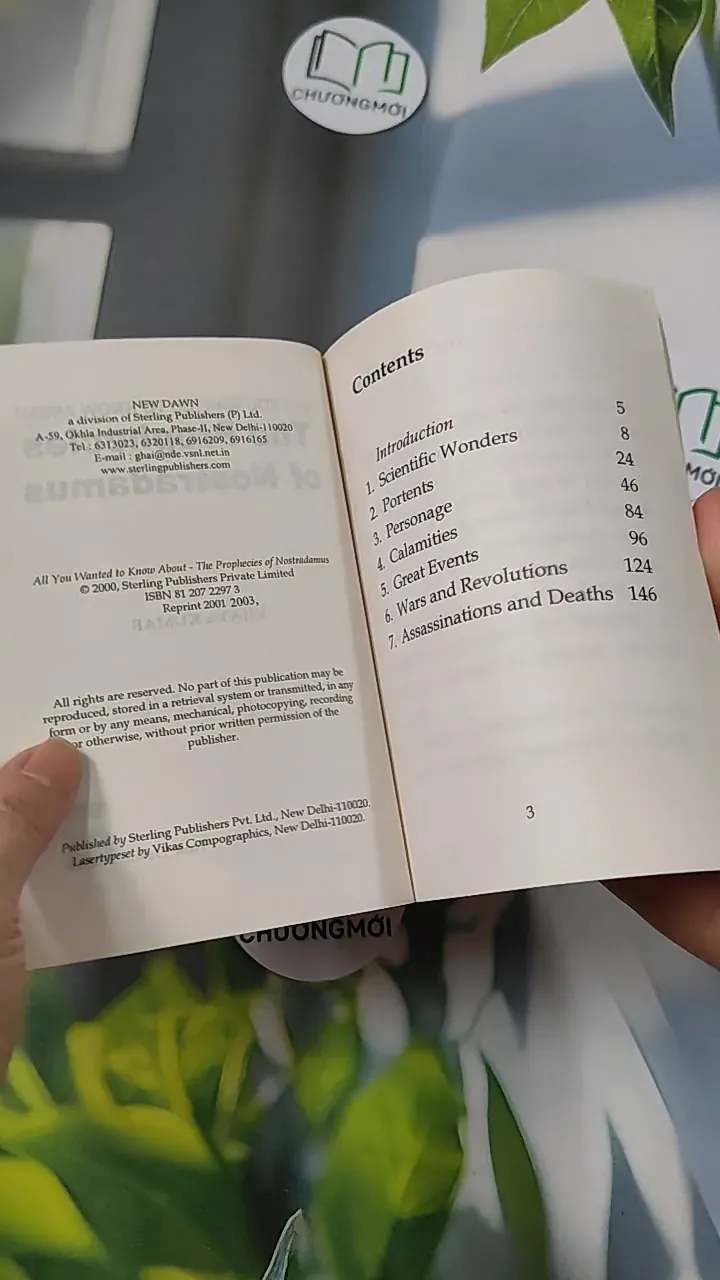 CHƯƠNGMỚI
NEW DAWN
a division of Sterling Publishers (P) Ltd.
A-59, Okhla Industrial Area, Phase-II, New Delhi-110020
Tel : 6313023, 6320118, 6916209, 6916165
E-mail : ghai@nde.vsnl.net.in
www.sterlingpublishers.com
of Nostradamus
All You Wanted to Know About - The Prophecies of Nostradamus
© 2000, Sterling Publishers Private Limited
ISBN 81 207 2297 3
Reprint 2001 2003,
All rights are reserved. No part of this publication may be
reproduced, stored in a retrieval system or transmitted, in any
form or by any means, mechanical, photocopying, recording
or otherwise, without prior written permission of the
publisher.
Published by Sterling Publishers Pvt. Ltd., New Delhi-110020.
Lasertypeset by Vikas Compographics, New Delhi-110020.
Contents
Introduction 5
1. Scientific Wonders 8
2. Portents 24
3. Personage 46
4. Calamities 84
5. Great Events 96
6. Wars and Revolutions 124
7. Assassinations and Deaths 146
3
MỚI
CHƯƠNGMỚI